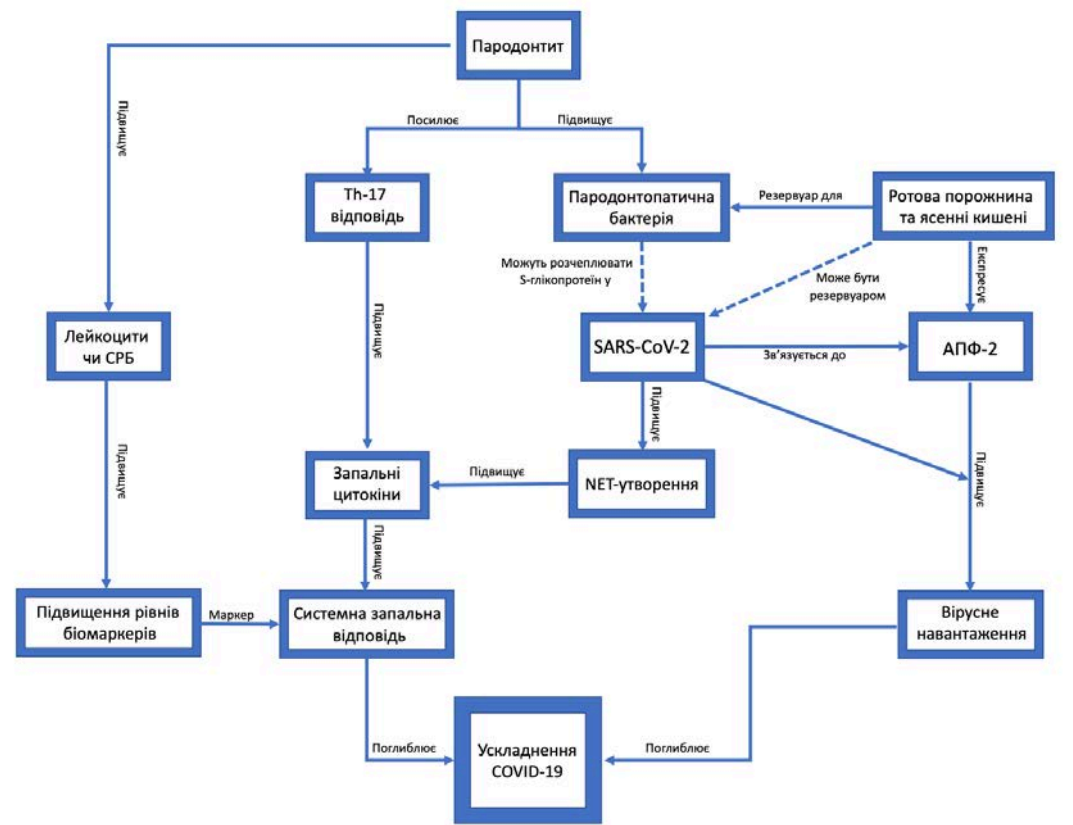 Пародонтит
Підвищує
Посилює
Підвищує
Th-17
відповідь
Пародонтопатична
бактерія
Резервуар для
Ротова порожнина
та ясенні кишені
Можуть розчеплювати
S-глікопротеїн у
Може бути
резервуаром
Експресує
Лейкоцити
чи СРБ
Підвищує
SARS-CoV-2
Зв’язується до
АПФ-2
Підвищує
Підвищує
Підвищує
Запальні
цитокіни
Підвищує
NET-утворення
Підвищує
Підвищення рівнів
біомаркерів
Маркер
Системна запальна
відповідь
Вірусне
навантаження
Поглиблює
Ускладнення
COVID-19
Поглиблює